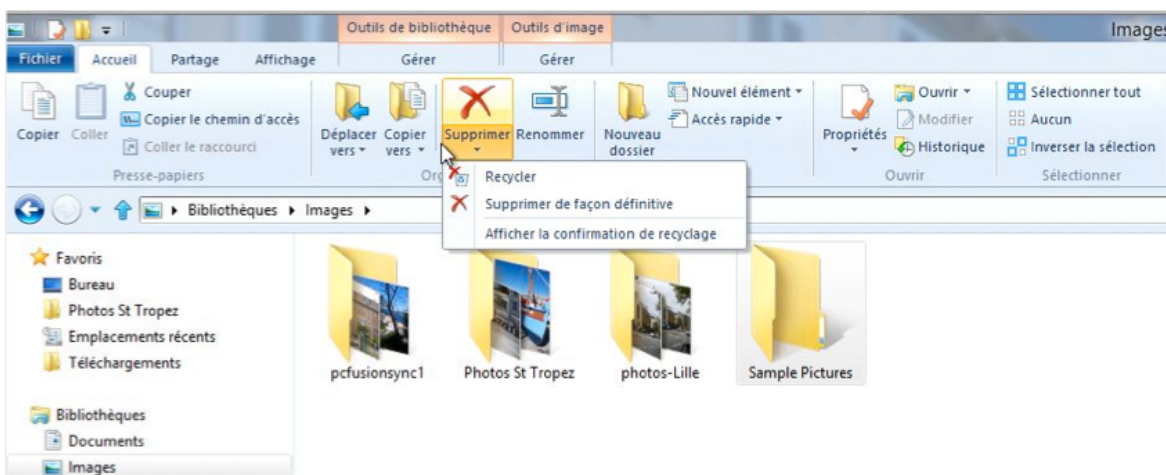 Outils de bibliothèque Outils d'image Images
Fichier Accueil Partage Affichage Gérer Gérer
Copier
Coller
Couper
Copier le chemin d'accès
Coller le raccourci
Presse-papiers
Déplacer vers
Copier vers
Supprimer
Renommer
Org
Nouveau dossier
Nouvel élément
Accès rapide
Propriétés
Ouvrir
Modifier
Historique
Ouvrir
Sélectionner tout
Aucun
Inverser la sélection
Sélectionner
Recycler
Supprimer de façon définitive
Afficher la confirmation de recyclage
Bibliothèques Images
Favoris
Bureau
Photos St Tropez
Emplacements récents
Téléchargements
Bibliothèques
Documents
Images
pcfusionsync1 Photos St Tropez photos-Lille Sample Pictures